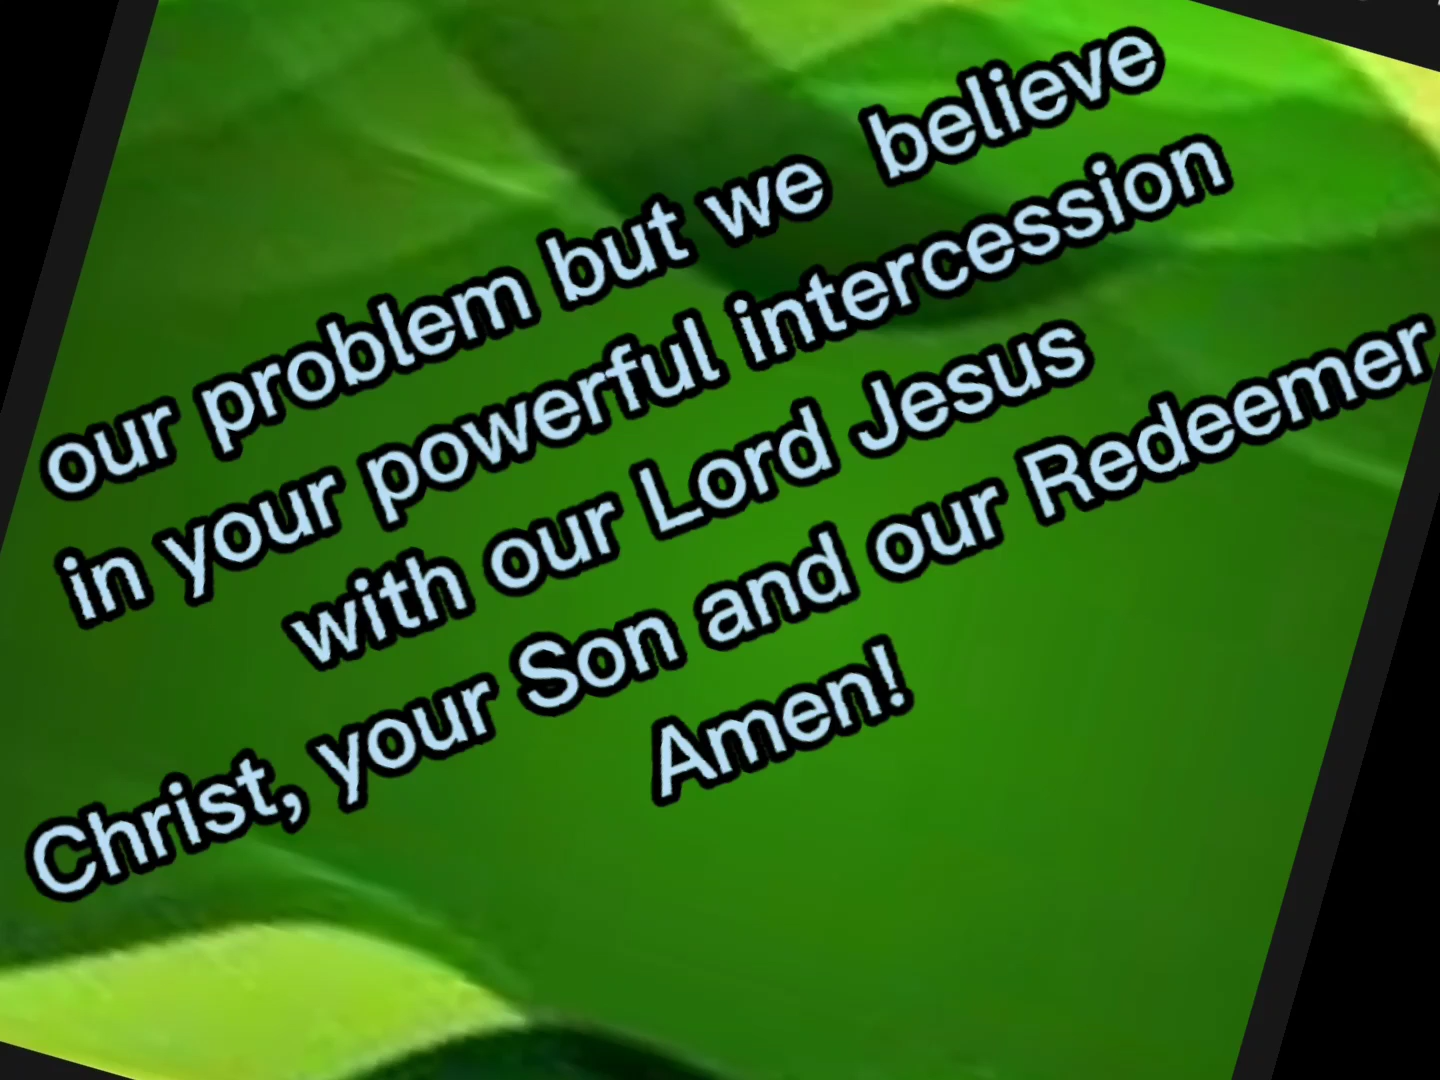 our problem but we believe
in your powerful intercession
with our Lord Jesus
Christ, your Son and our Redeemer
Amen!